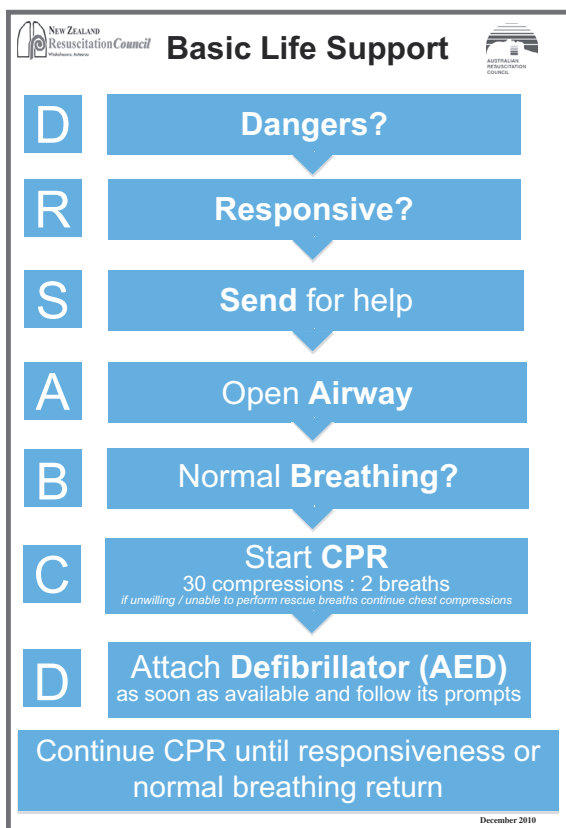 NEW ZEALAND
Resuscitation Council
Whakahauora Aotearoa
Basic Life Support
AUSTRALIAN
RESUSCITATION
COUNCIL
D
Dangers?
R
Responsive?
S
Send for help
A
Open Airway
B
Normal Breathing?
C
Start CPR
30 compressions : 2 breaths
if unwilling / unable to perform rescue breaths continue chest compressions
D
Attach Defibrillator (AED)
as soon as available and follow its prompts
Continue CPR until responsiveness or
normal breathing return
December 2010